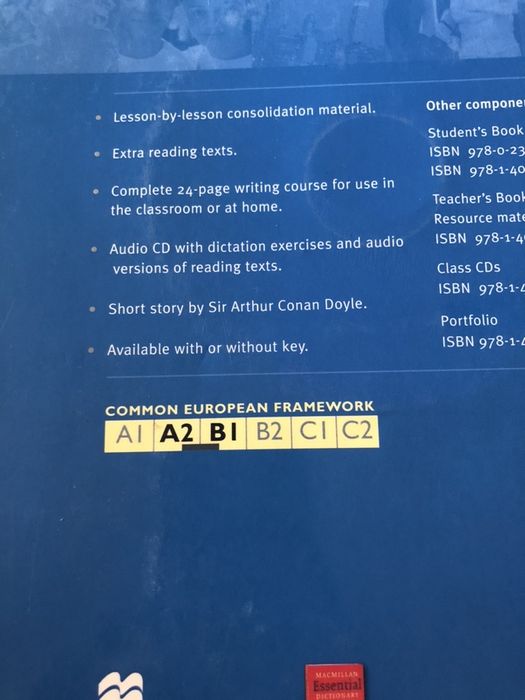 Lesson-by-lesson consolidation material.
Extra reading texts.
Complete 24-page writing course for use in
the classroom or at home.
Audio CD with dictation exercises and audio
versions of reading texts.
Short story by Sir Arthur Conan Doyle.
Available with or without key.
Other
Student's Book
ISBN 978-0-23
ISBN 978-1-40
Teacher's Book
Resource
ISBN 978-1-4
Class CDs
ISBN 978-1-4
Portfolio
ISBN 978-1-4
COMMON EUROPEAN FRAMEWORK
A1 A2 B1 B2 C1 C2
MACMILLAN
Essential
DICTIONARY